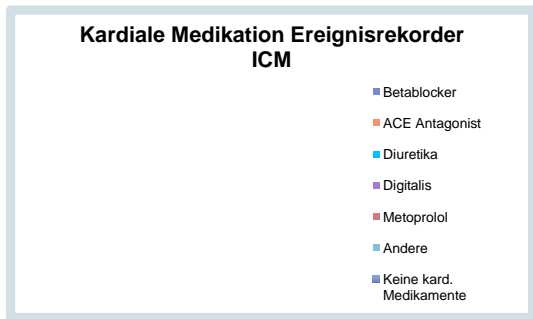 Kardiale Medikation Ereignisrekorder
ICM
Betablocker
ACE Antagonist
Diuretika
Digitalis
Metoprolol
Andere
Keine kard.
Medikamente